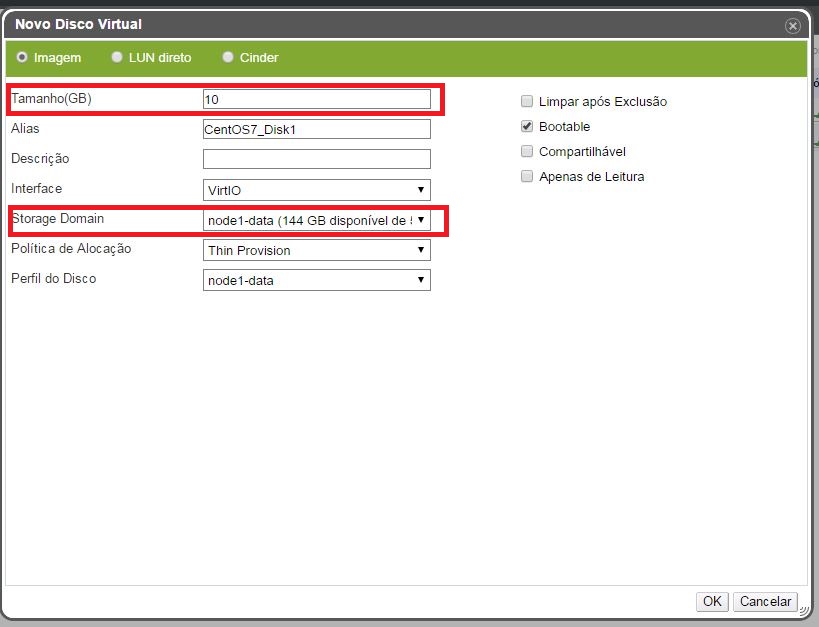 Novo Disco Virtual
Imagem LUN direto Cinder
Tamanho(GB) 10
Alias CentOS7_Disk1
Descrição
Interface VirtIO
Storage Domain node1-data (144 GB disponível de
Política de Alocação Thin Provision
Perfil do Disco node1-data
Limpar após Exclusão
Bootable
Compartilhável
Apenas de Leitura
OK Cancelar